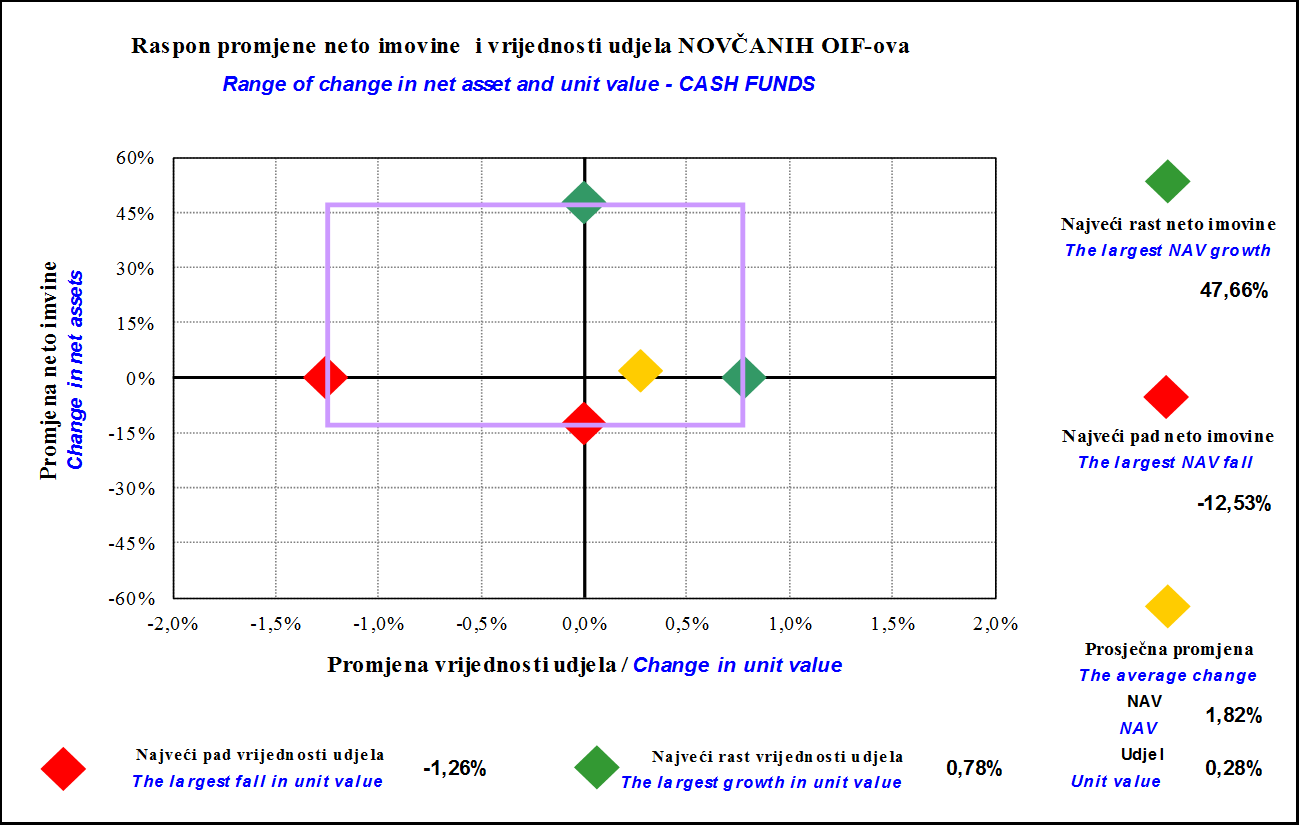 Raspon promjene neto imovine i vrijednosti udjela NOVČANIH OIF-ova
Range of change in net asset and unit value - CASH FUNDS
60%
45%
30%
15%
0%
-15%
-30%
-45%
-60%
Promjena neto imvine
Change in net assets
-2,0%
-1,5%
-1,0%
-0,5%
0,0%
0,5%
1,0%
1,5%
2,0%
Promjena vrijednosti udjela / Change in unit value
Najveći rast neto imovine
The largest NAV growth
47,66%
Najveći pad neto imovine
The largest NAV fall
-12,53%
Prosječna promjena
The average change
NAV
NAV
1,82%
Udjel
Unit value
0,28%
Najveći pad vrijednosti udjela
The largest fall in unit value
-1,26%
Najveći rast vrijednosti udjela
The largest growth in unit value
0,78%